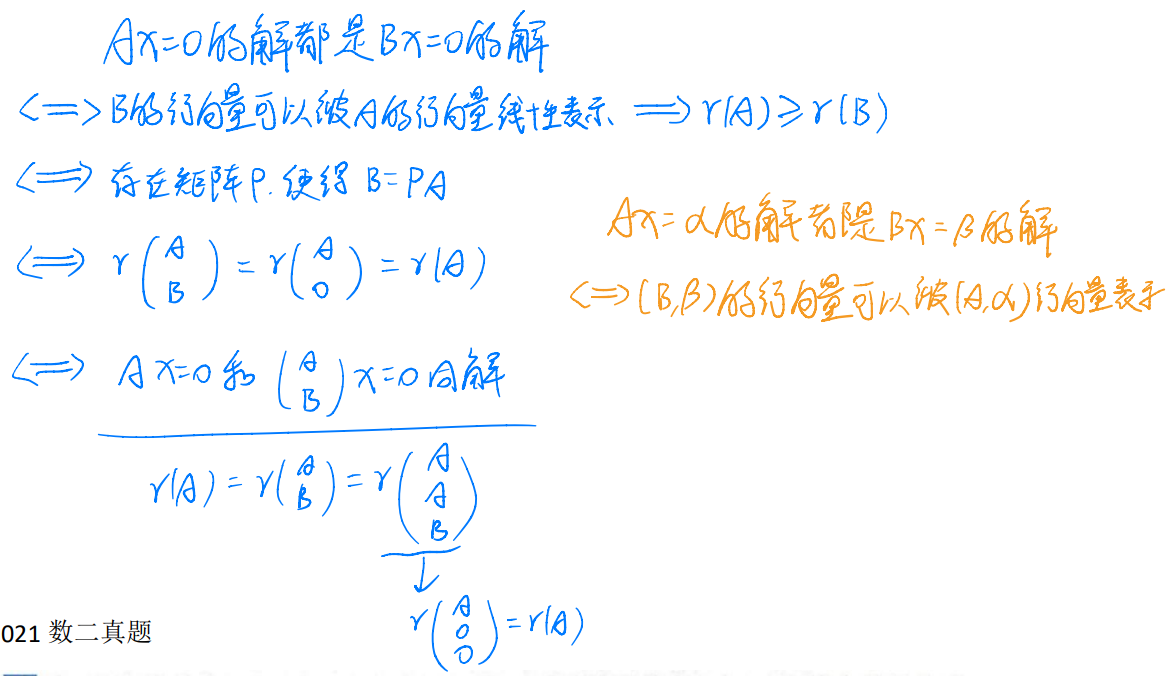 Ax=0的解都是Bx=0的解
<=> B的行向量可以被A的行向量线性表示 => r(A)≥r(B)
<=> 存在矩阵P.使得 B=PA
Ax=α的解都是Bx=β的解
<=> r(A B) = r(A 0) = r(A)
<=> (B,β)的行向量可以被(A,α)行向量表示
<=> Ax=0和(A B)x=0同解
r(A) = r(A B) = r(A A B)
↓
r(A 0 0) = r(A)
021 数二真题